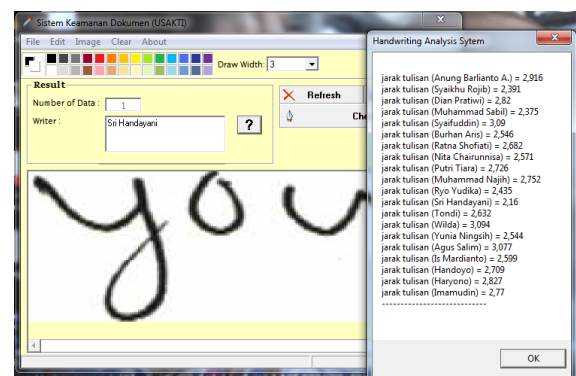 Sistem Keamanan Dokumen (USAKTI)
File Edit Image Clear About
Draw Width: 3
Result
Number of Data : 1
Writer : Sri Handayani
?
Refresh
you
Handwriting Analysis Sytem
jarak tulisan (Anung Barlianto A.) = 2,916
jarak tulisan (Syaikhu Rojib) = 2,391
jarak tulisan (Dian Pratiwi) = 2,82
jarak tulisan (Muhammad Sabil) = 2,375
jarak tulisan (Syaifuddin) = 3,09
jarak tulisan (Burhan Aris) = 2,546
jarak tulisan (Ratna Shofiati) = 2,682
jarak tulisan (Nita Chairunnisa) = 2,571
jarak tulisan (Putri Tiara) = 2,726
jarak tulisan (Muhammad Najih) = 2,752
jarak tulisan (Ryo Yudika) = 2,435
jarak tulisan (Sri Handayani) = 2,16
jarak tulisan (Tondi) = 2,632
jarak tulisan (Wilda) = 3,094
jarak tulisan (Yunia Ningsih) = 2,544
jarak tulisan (Agus Salim) = 3,077
jarak tulisan (Is Mardianto) = 2,599
jarak tulisan (Handoyo) = 2,709
jarak tulisan (Haryono) = 2,827
jarak tulisan (Imamudin) = 2,77
----------------------------
OK